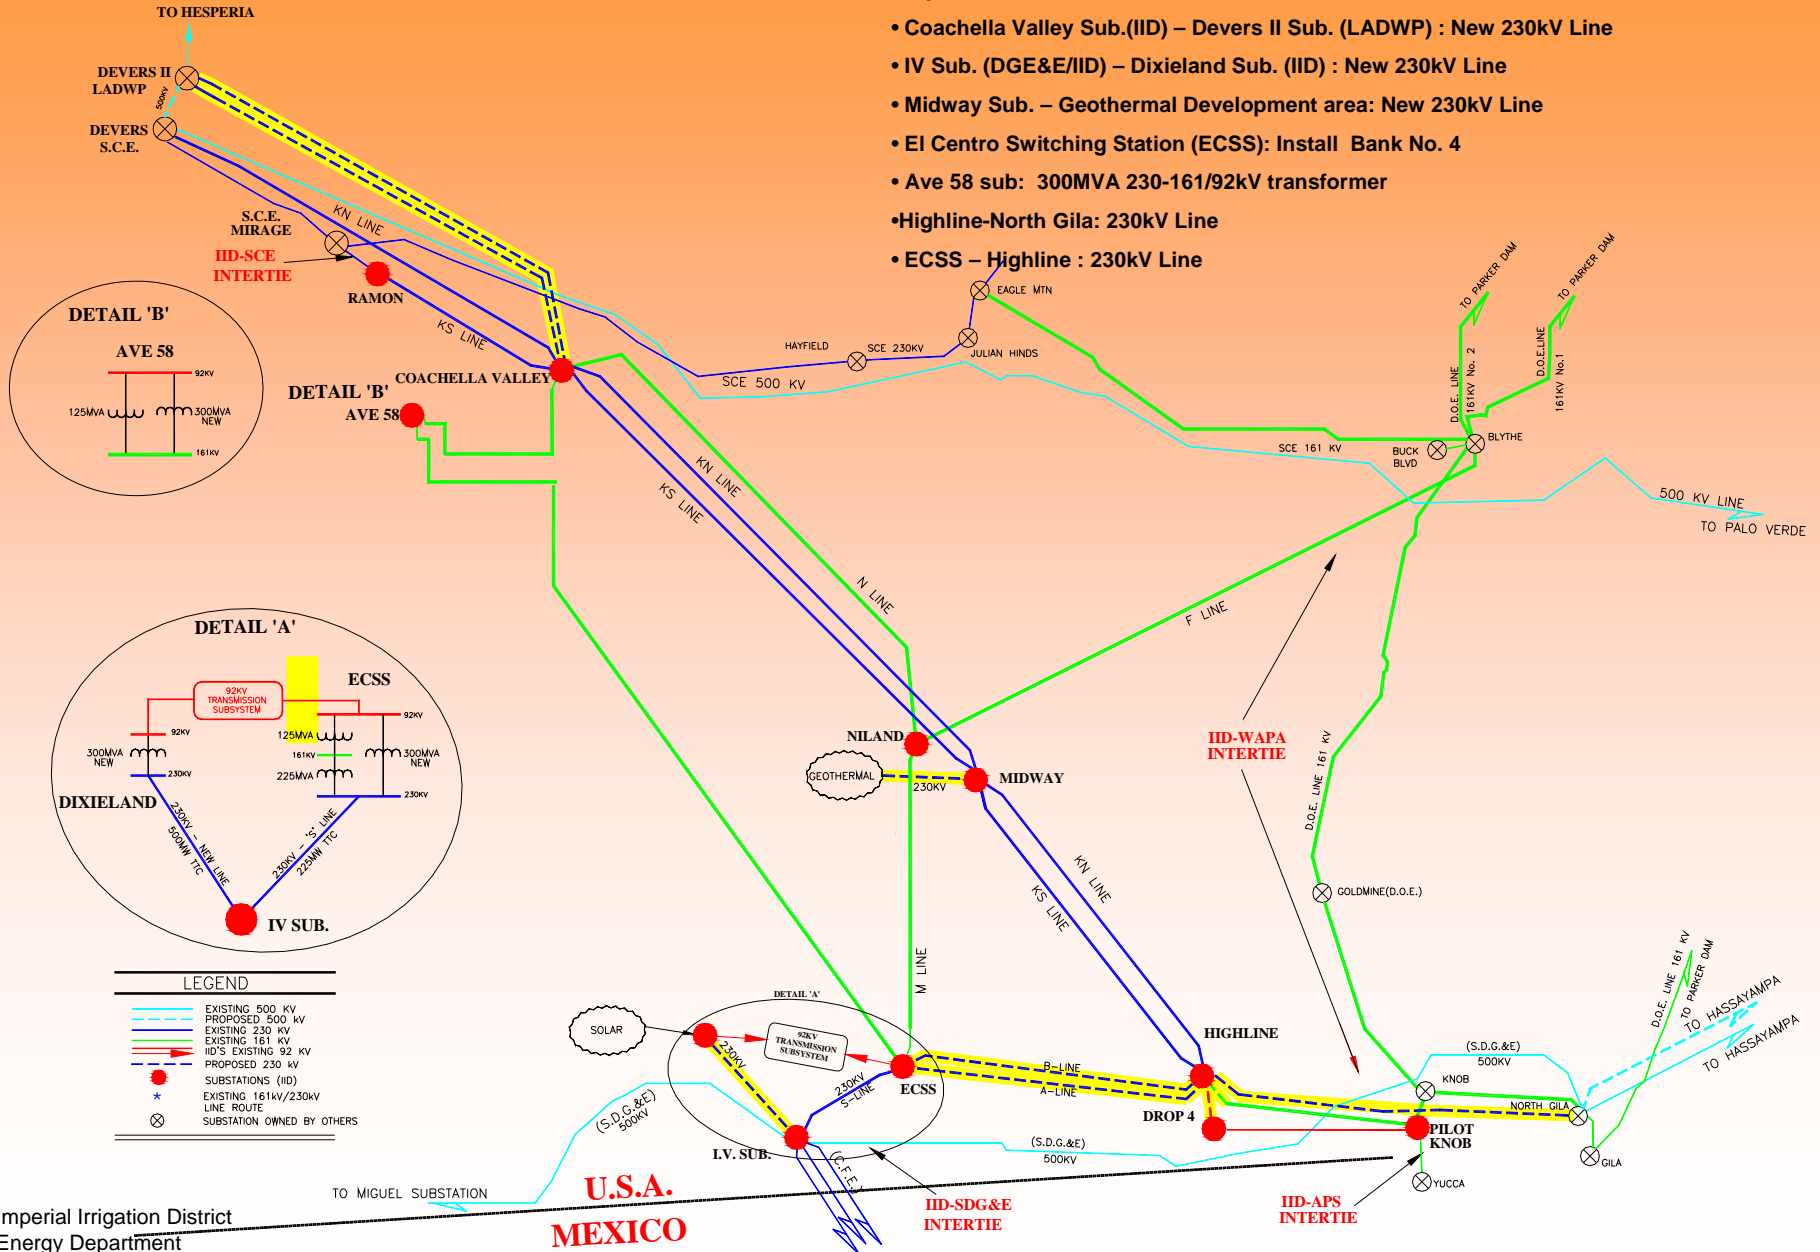 • Coachella Valley Sub.(IID) – Devers II Sub. (LADWP) : New 230kV Line
• IV Sub. (DGE&E/IID) – Dixieland Sub. (IID) : New 230kV Line
• Midway Sub. – Geothermal Development area: New 230kV Line
• El Centro Switching Station (ECSS): Install Bank No. 4
• Ave 58 sub: 300MVA 230-161/92kV transformer
•Highline-North Gila: 230kV Line
• ECSS – Highline : 230kV Line
TO HESPERIA
DEVERS II
LADWP
500KV
DEVERS
S.C.E.
S.C.E.
MIRAGE
KN LINE
IID-SCE
INTERTIE
RAMON
KS LINE
COACHELLA VALLEY
DETAIL 'B'
AVE 58
92KV
125MVA
300MVA
NEW
161KV
DETAIL 'B'
AVE 58
HAYFIELD
SCE 230KV
JULIAN HINDS
EAGLE MTN
SCE 500 KV
TO PARKER DAM
TO PARKER DAM
D.O.E. LINE
161KV No. 2
D.O.E.LINE
161KV No.1
BLYTHE
BUCK
BLVD
SCE 161 KV
500 KV LINE
TO PALO VERDE
KN LINE
KS LINE
N LINE
F LINE
NILAND
GEOTHERMAL
230KV
MIDWAY
IID-WAPA
INTERTIE
D.O.E. LINE 161 KV
GOLDMINE(D.O.E.)
KN LINE
KS LINE
M LINE
DETAIL 'A'
ECSS
92KV
TRANSMISSION
SUBSYSTEM
92KV
92KV
300MVA
NEW
125MVA
161KV
225MVA
300MVA
NEW
230KV
230KV
DIXIELAND
230KV – NEW LINE
500MW TTC
230KV – 'S' LINE
225MW TTC
IV SUB.
LEGEND
EXISTING 500 KV
PROPOSED 500 kV
EXISTING 230 KV
EXISTING 161 KV
IID'S EXISTING 92 KV
PROPOSED 230 kV
SUBSTATIONS (IID)
* EXISTING 161kV/230kV
LINE ROUTE
SUBSTATION OWNED BY OTHERS
DETAIL 'A'
SOLAR
92KV
TRANSMISSION
SUBSYSTEM
230KV
230KV
S-LINE
ECSS
B-LINE
A-LINE
HIGHLINE
DROP 4
(S.D.G.&E)
500KV
KNOB
NORTH GILA
D.O.E. LINE 161 KV
TO PARKER DAM
TO HASSAYAMPA
TO HASSAYAMPA
PILOT
KNOB
GILA
YUCCA
(S.D.G.&E)
500KV
I.V. SUB.
(C.F.E.)
(S.D.G.&E)
500KV
TO MIGUEL SUBSTATION
U.S.A.
MEXICO
IID-SDG&E
INTERTIE
IID-APS
INTERTIE
mperial Irrigation District
Energy Department